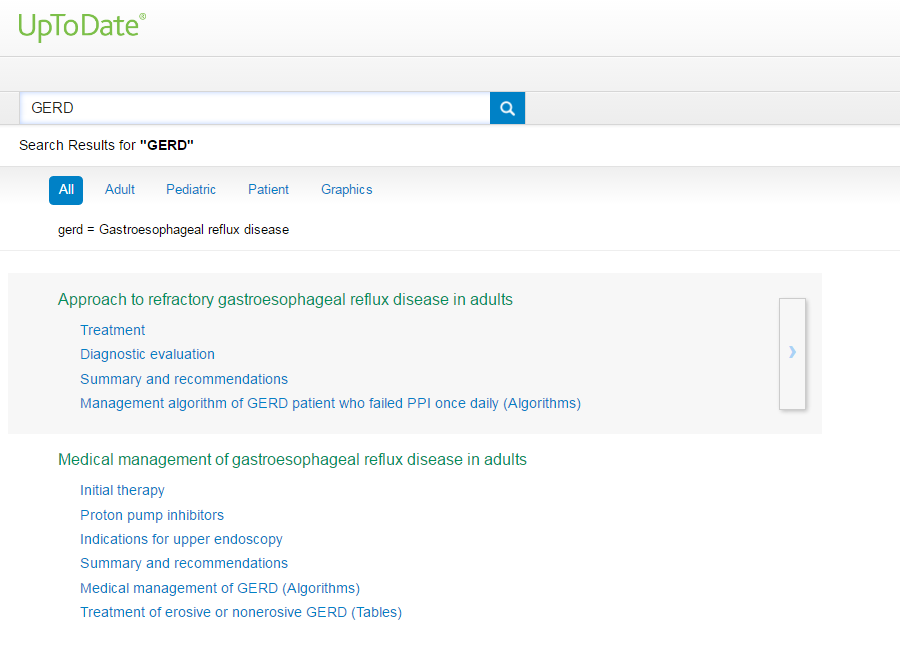 UpToDate®
GERD
Search Results for "GERD"
All Adult Pediatric Patient Graphics
gerd = Gastroesophageal reflux disease
Approach to refractory gastroesophageal reflux disease in adults
Treatment
Diagnostic evaluation
Summary and recommendations
Management algorithm of GERD patient who failed PPI once daily (Algorithms)
Medical management of gastroesophageal reflux disease in adults
Initial therapy
Proton pump inhibitors
Indications for upper endoscopy
Summary and recommendations
Medical management of GERD (Algorithms)
Treatment of erosive or nonerosive GERD (Tables)